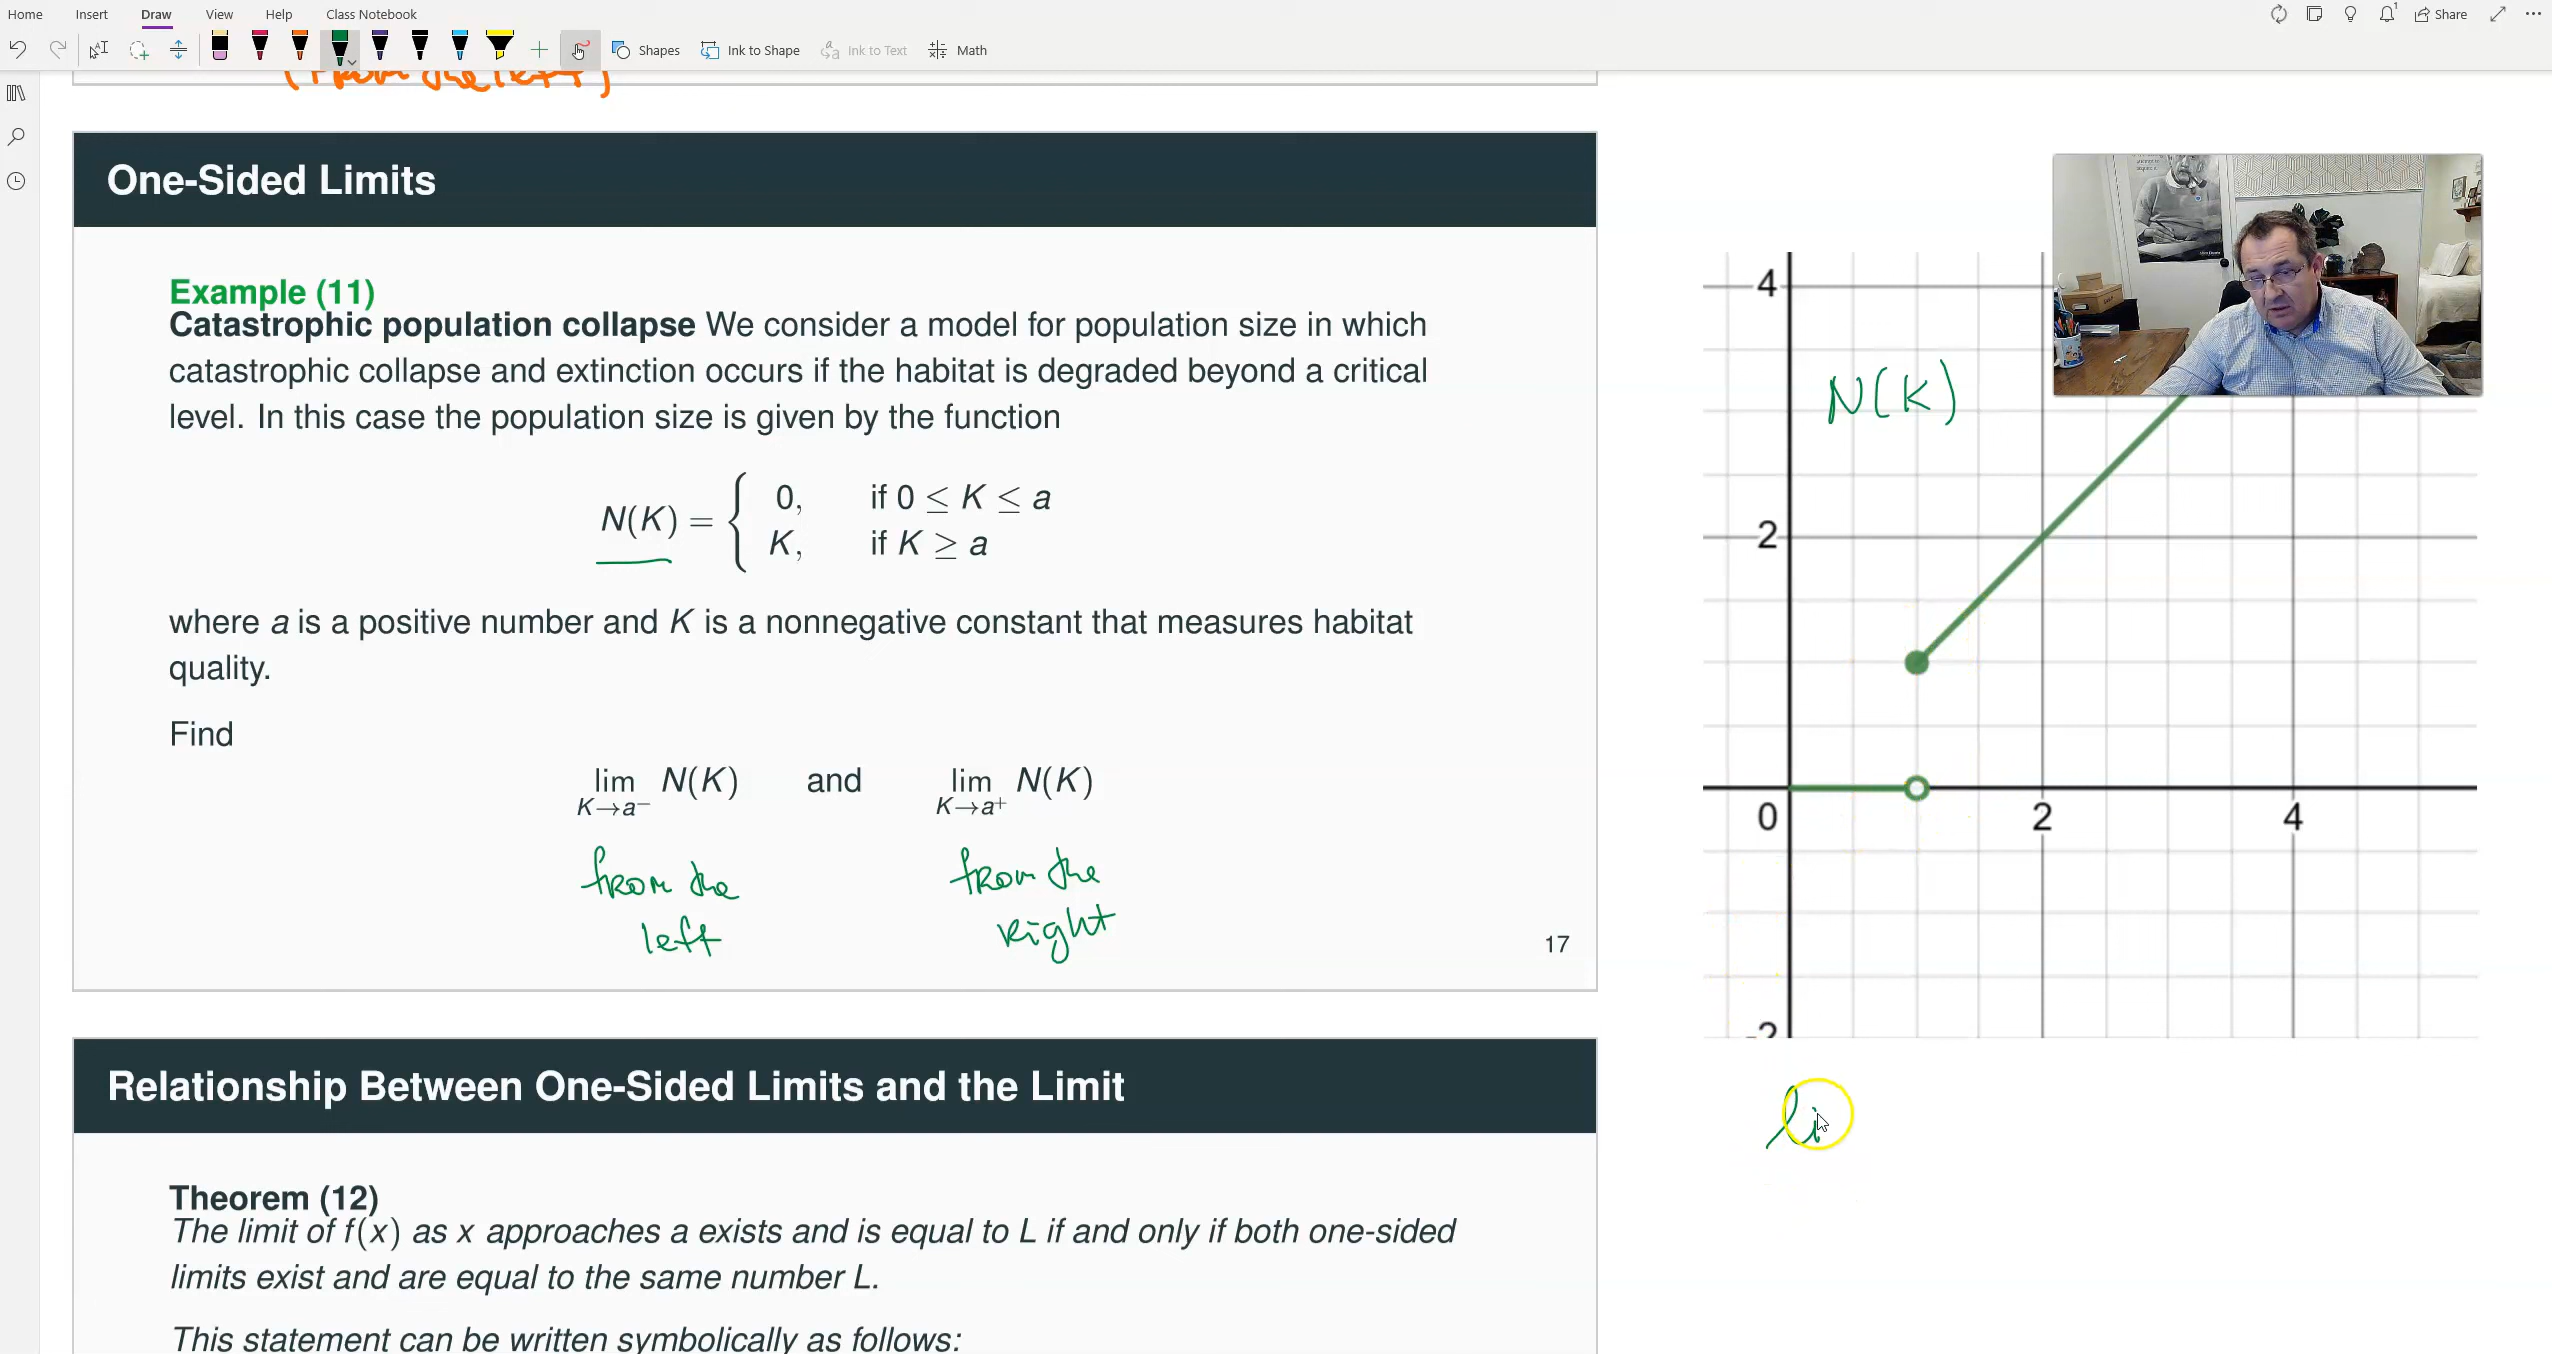 Home Insert Draw View Help Class Notebook
Share
Shapes Ink to Shape Ink to Text Math
(from the left)
One-Sided Limits
Example (11)
Catastrophic population collapse We consider a model for population size in which
catastrophic collapse and extinction occurs if the habitat is degraded beyond a critical
level. In this case the population size is given by the function
N(K) = { 0, if 0 ≤ K ≤ a
K, if K ≥ a
where a is a positive number and K is a nonnegative constant that measures habitat
quality.
Find
lim K→a⁻ N(K) and lim K→a⁺ N(K)
from the
left
from the
right
17
Relationship Between One-Sided Limits and the Limit
Theorem (12)
The limit of f(x) as x approaches a exists and is equal to L if and only if both one-sided
limits exist and are equal to the same number L.
This statement can be written symbolically as follows:
4
N(K)
2
0 2 4
-2
li